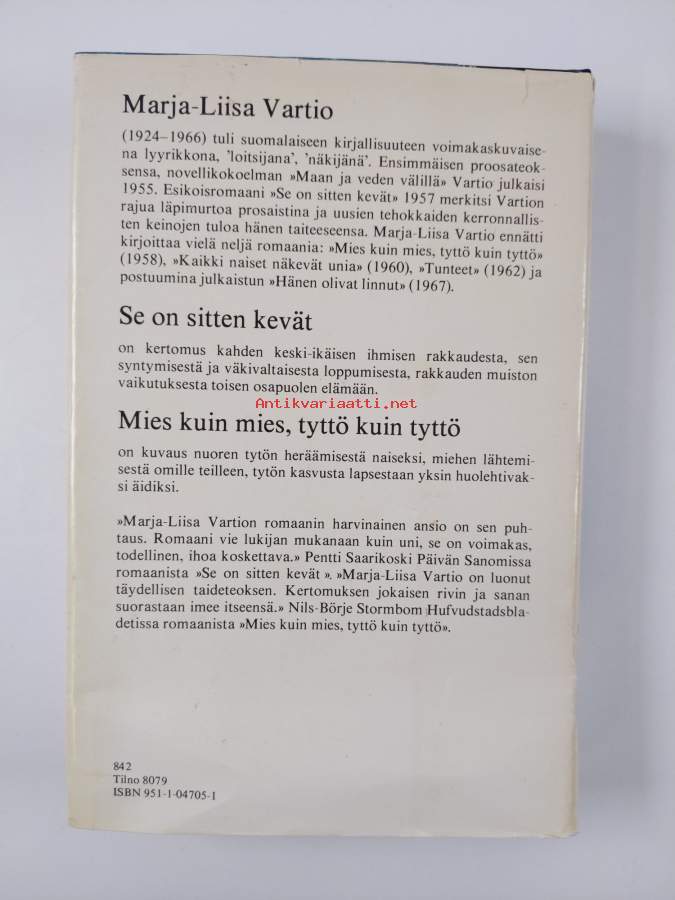 Marja-Liisa Vartio
(1924–1966) tuli suomalaiseen kirjallisuuteen voimakaskuvaise-
na lyyrikkona, 'loitsijana', 'näkijänä'. Ensimmäisen proosateok-
sensa, novellikokoelman »Maan ja veden välillä» Vartio julkaisi
1955. Esikoisromaani »Se on sitten kevät» 1957 merkitsi Vartion
rajua läpimurtoa prosaistina ja uusien tehokkaiden kerronnallis-
ten keinojen tuloa hänen taiteeseensa. Marja-Liisa Vartio ennätti
kirjoittaa vielä neljä romaania: »Mies kuin mies, tyttö kuin tyttö»
(1958), »Kaikki naiset näkevät unia» (1960), »Tunteet» (1962) ja
postuumina julkaistun »Hänen olivat linnut» (1967).
Se on sitten kevät
on kertomus kahden keski-ikäisen ihmisen rakkaudesta, sen
syntymisestä ja väkivaltaisesta loppumisesta, rakkauden muiston
vaikutuksesta toisen osapuolen elämään.
Antikvariaatti.net
Mies kuin mies, tyttö kuin tyttö
on kuvaus nuoren tytön heräämisestä naiseksi, miehen lähtemi-
sestä omille teilleen, tytön kasvusta lapsestaan yksin huolehtivak-
si äidiksi.
»Marja-Liisa Vartion romaanin harvinainen ansio on sen puh-
taus. Romaani vie lukijan mukanaan kuin uni, se on voimakas,
todellinen, ihoa koskettava.» Pentti Saarikoski Päivän Sanomissa
romaanista »Se on sitten kevät ». »Marja-Liisa Vartio on luonut
täydellisen taideteoksen. Kertomuksen jokaisen rivin ja sanan
suorastaan imee itseensä.» Nils-Börje Stormbom Hufvudstadsbla-
detissa romaanista »Mies kuin mies, tyttö kuin tyttö».
842
Tilno 8079
ISBN 951-1-04705-1